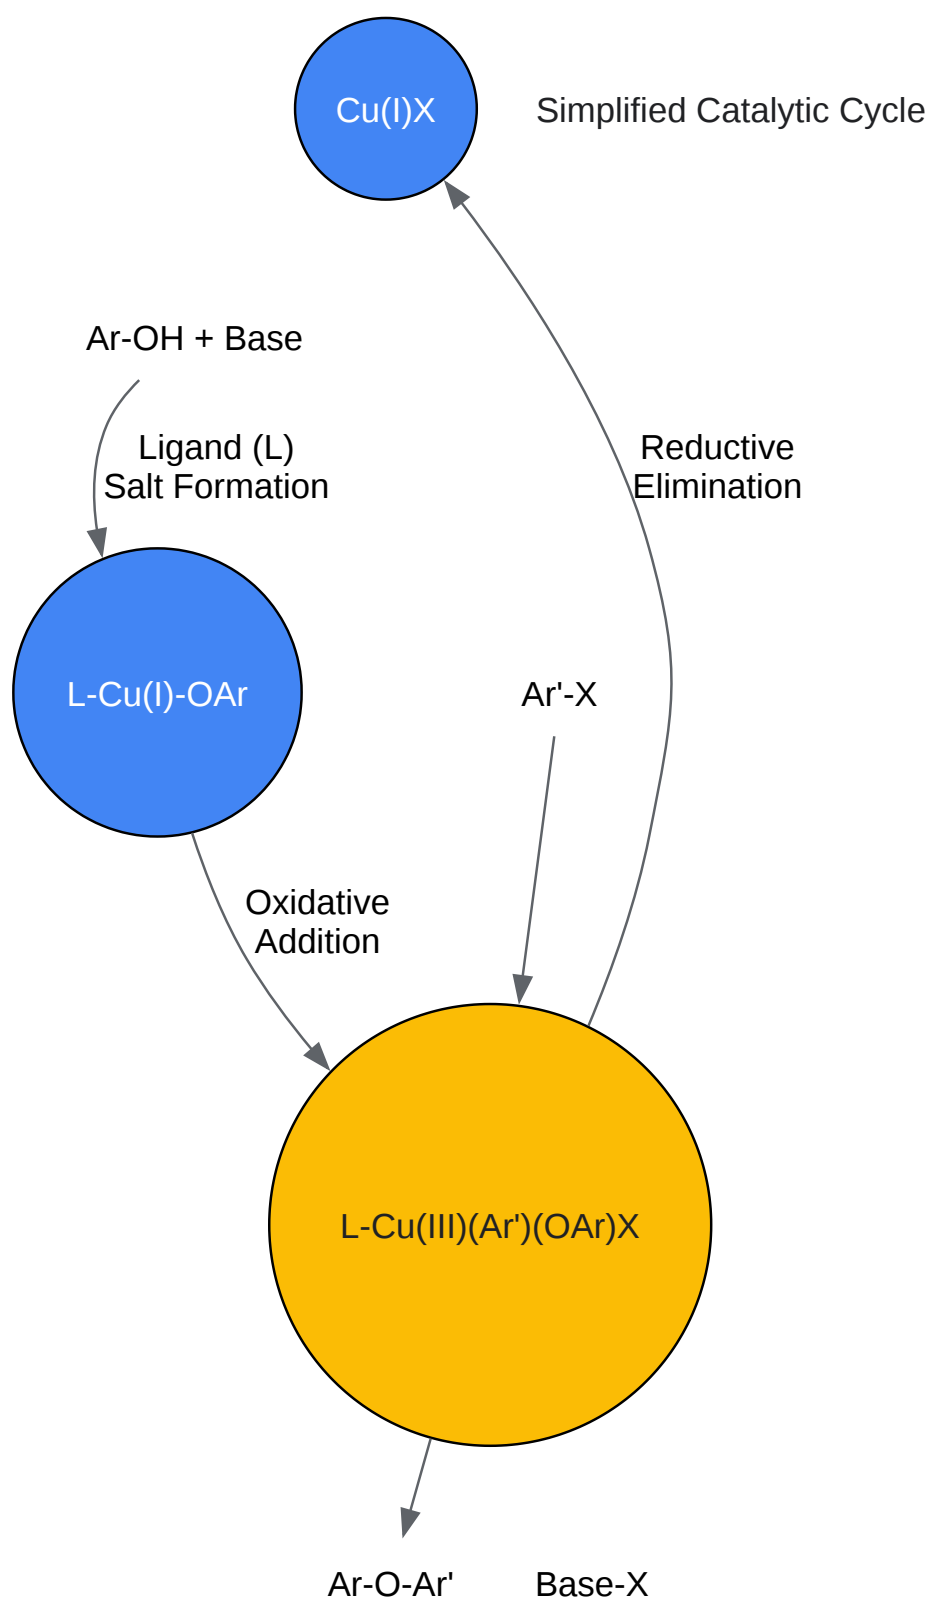 Cu(I)X
Simplified Catalytic Cycle
Ar-OH + Base
Ligand (L)
Salt Formation
Reductive
Elimination
L-Cu(I)-OAr
Ar'-X
Oxidative
Addition
L-Cu(III)(Ar')(OAr)X
Ar-O-Ar'
Base-X